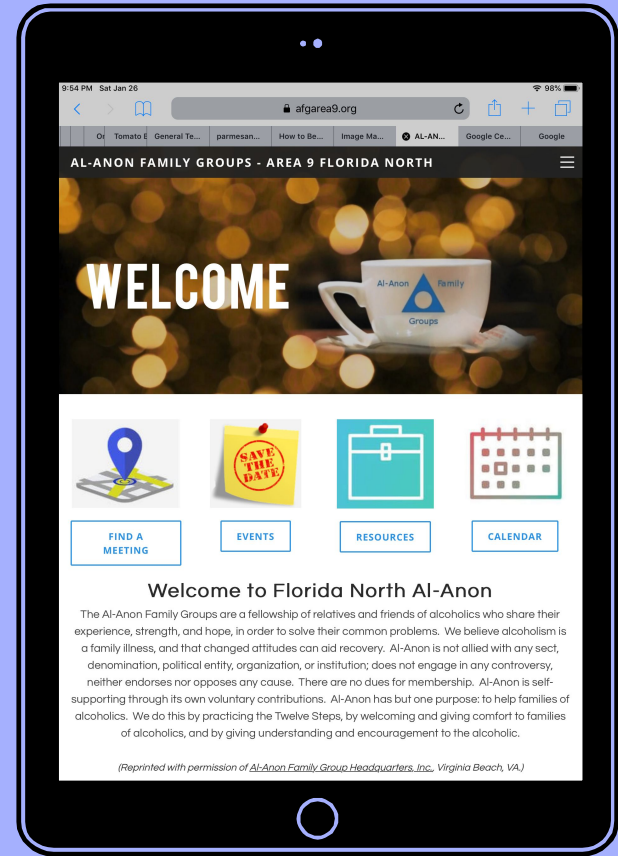 9:54 PM Sat Jan 26
98%
afgarea9.org
Tomato General Te... parmesan... How to Be... Image Ma... AL-AN... Google Ce... Google
AL-ANON FAMILY GROUPS - AREA 9 FLORIDA NORTH
WELCOME
Al-Anon Family
Groups
SAVE
THE
DATE
FIND A
MEETING
EVENTS
RESOURCES
CALENDAR
Welcome to Florida North Al-Anon
The Al-Anon Family Groups are a fellowship of relatives and friends of alcoholics who share their
experience, strength, and hope, in order to solve their common problems. We believe alcoholism is
a family illness, and that changed attitudes can aid recovery. Al-Anon is not allied with any sect,
denomination, political entity, organization, or institution; does not engage in any controversy,
neither endorses nor opposes any cause. There are no dues for membership. Al-Anon is self-
supporting through its own voluntary contributions. Al-Anon has but one purpose: to help families of
alcoholics. We do this by practicing the Twelve Steps, by welcoming and giving comfort to families
of alcoholics, and by giving understanding and encouragement to the alcoholic.
(Reprinted with permission of Al-Anon Family Group Headquarters, Inc., Virginia Beach, VA.)